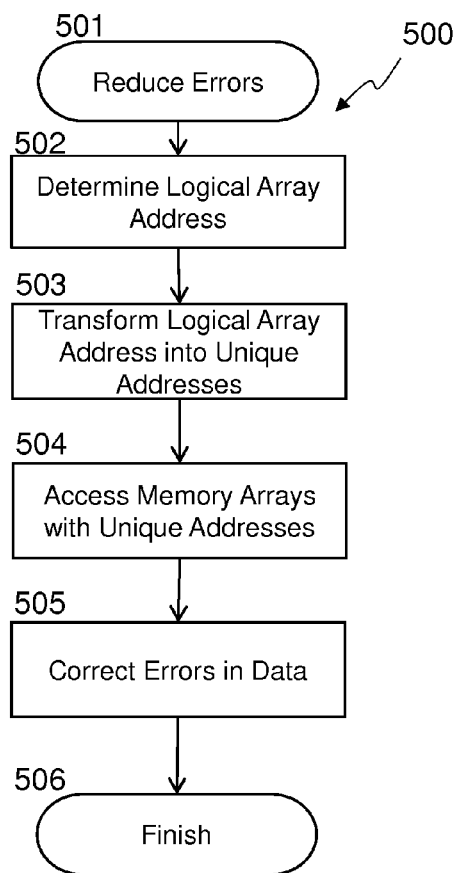 501
500
Reduce Errors
502
Determine Logical Array
Address
503
Transform Logical Array
Address into Unique
Addresses
504
Access Memory Arrays
with Unique Addresses
505
Correct Errors in Data
506
Finish